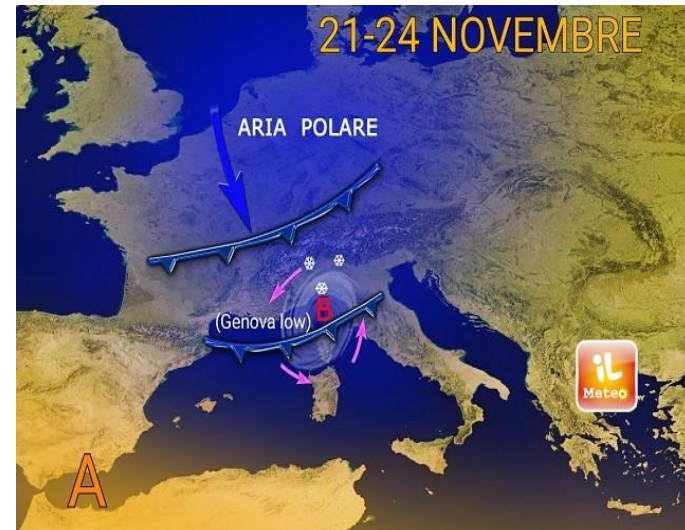 21-24 NOVEMBRE
ARIA POLARE
B
(Genova low)
iL
Meteo
A